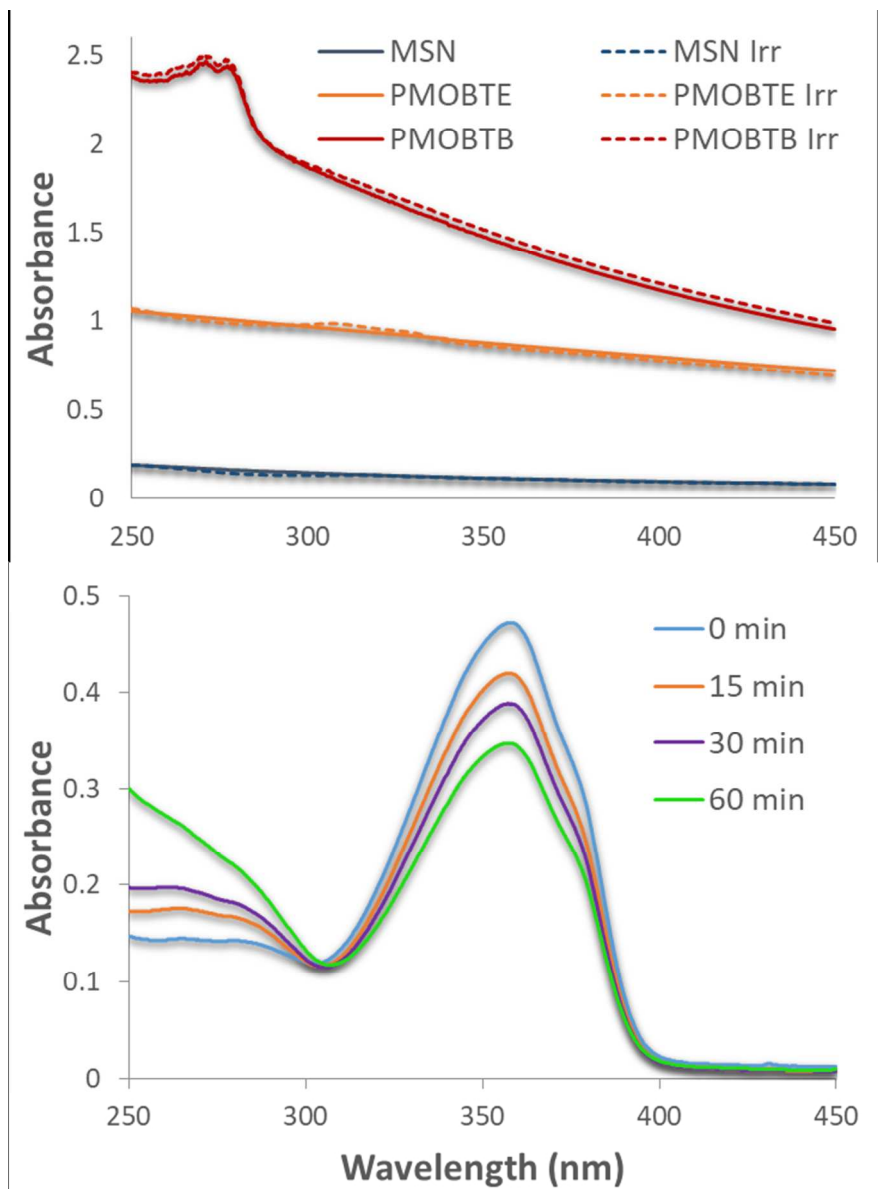 2.5
MSN
MSN Irr
PMOBTE
PMOBTE Irr
PMOBTB
PMOBTB Irr
2
1.5
1
0.5
0
Absorbance
250
300
350
400
450
0.5
0 min
15 min
30 min
60 min
0.4
0.3
0.2
0.1
0
Absorbance
250
300
350
400
450
Wavelength (nm)